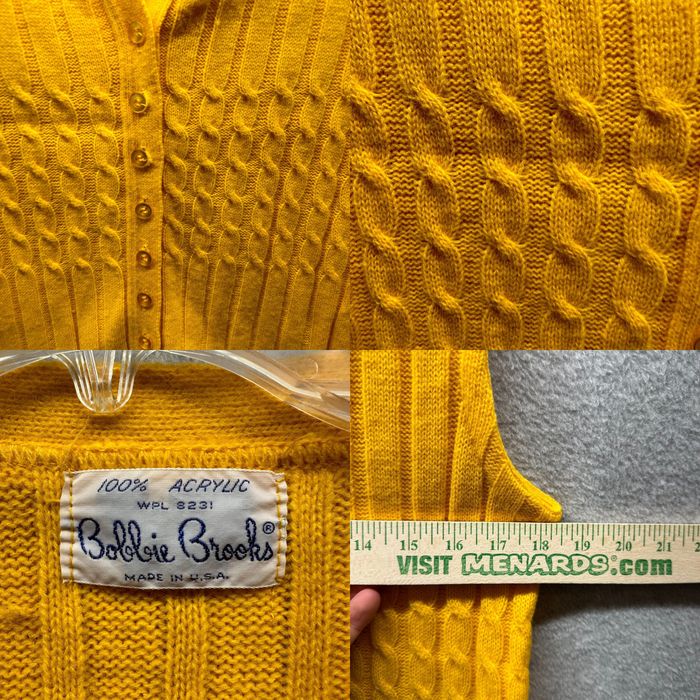 100% ACRYLIC
WPL 8231
Bobbie Brooks®
MADE IN U.S.A.
14 15 16 17 18 19 20 21
VISIT MENARDS®.com